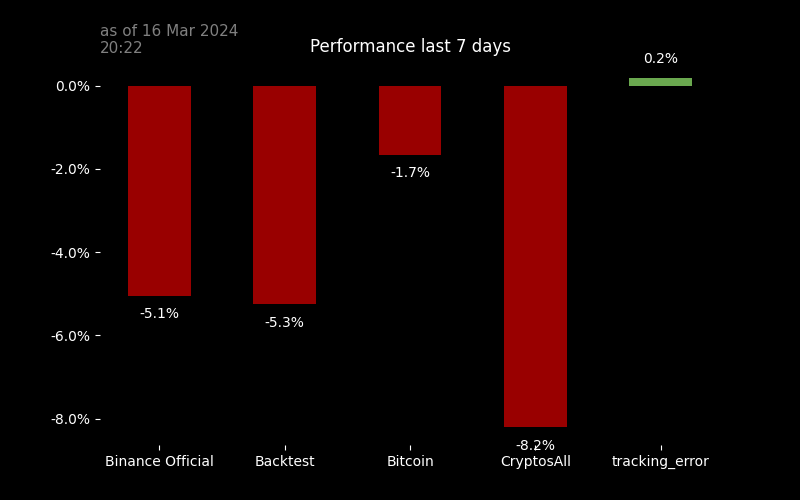 as of 16 Mar 2024
20:22
Performance last 7 days
0.2%
0.0%
-2.0%
-1.7%
-4.0%
-5.1%
-5.3%
-6.0%
-8.0%
-8.2%
Binance Official
Backtest
Bitcoin
CryptosAll
tracking_error